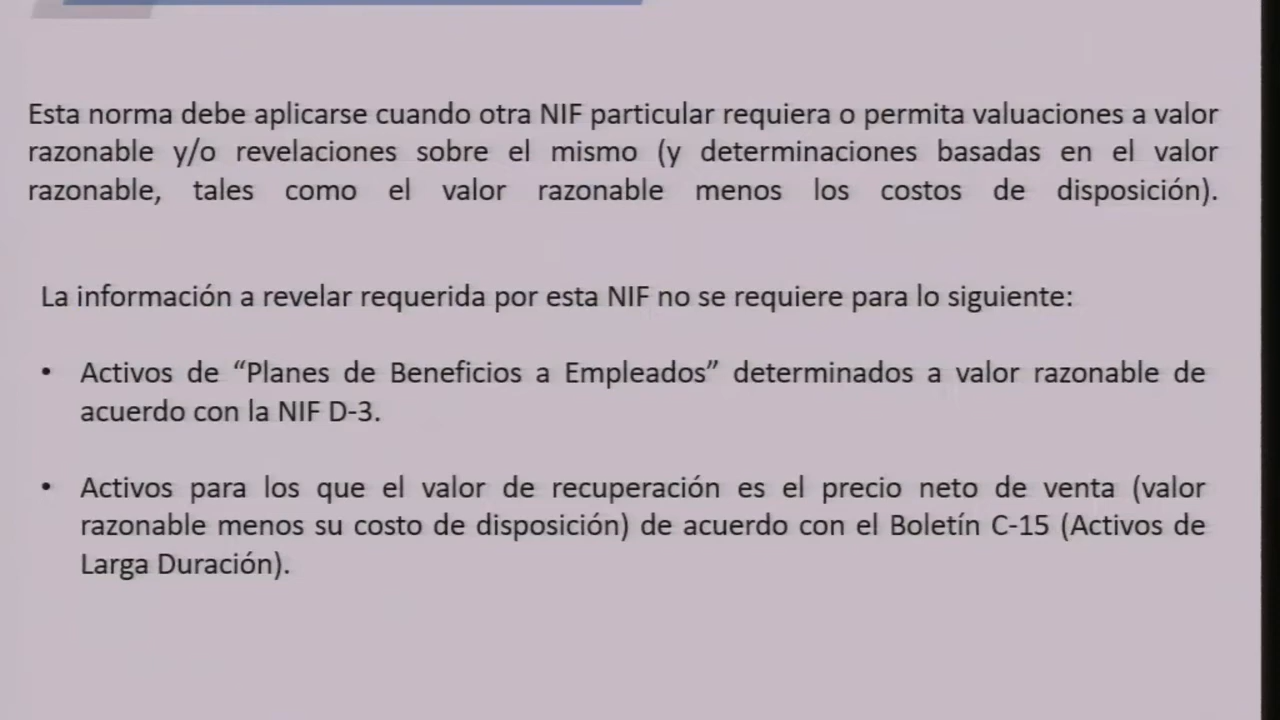 Esta norma debe aplicarse cuando otra NIF particular requiera o permita valuaciones a valor
razonable y/o revelaciones sobre el mismo (y determinaciones basadas en el valor
razonable, tales como el valor razonable menos los costos de disposición).
La información a revelar requerida por esta NIF no se requiere para lo siguiente:
• Activos de “Planes de Beneficios a Empleados” determinados a valor razonable de
acuerdo con la NIF D-3.
• Activos para los que el valor de recuperación es el precio neto de venta (valor
razonable menos su costo de disposición) de acuerdo con el Boletín C-15 (Activos de
Larga Duración).